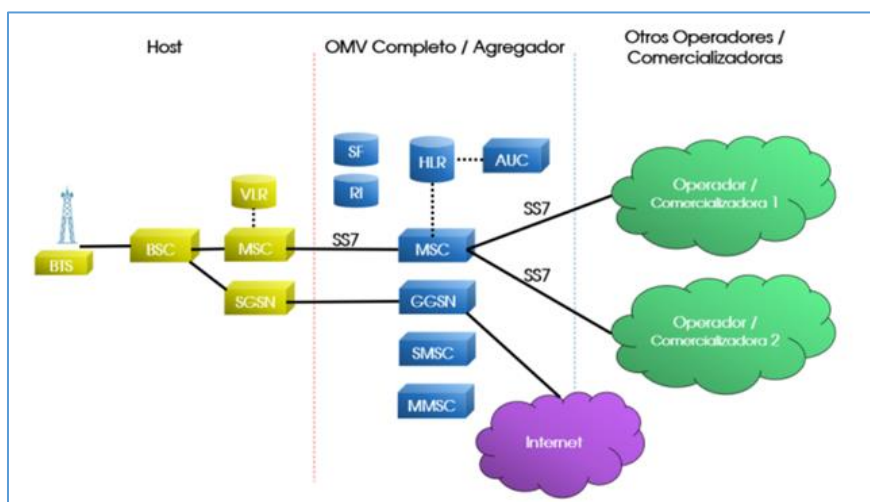 Host
OMV Completo / Agregador
Otros Operadores /
Comercializadoras
SF
HLR
AUC
RI
VLR
Operador /
Comercializadora 1
SS7
BTS
BSC
MSC
SS7
MSC
SS7
SGSN
GGSN
Operador /
Comercializadora 2
SMSC
MMSC
Internet